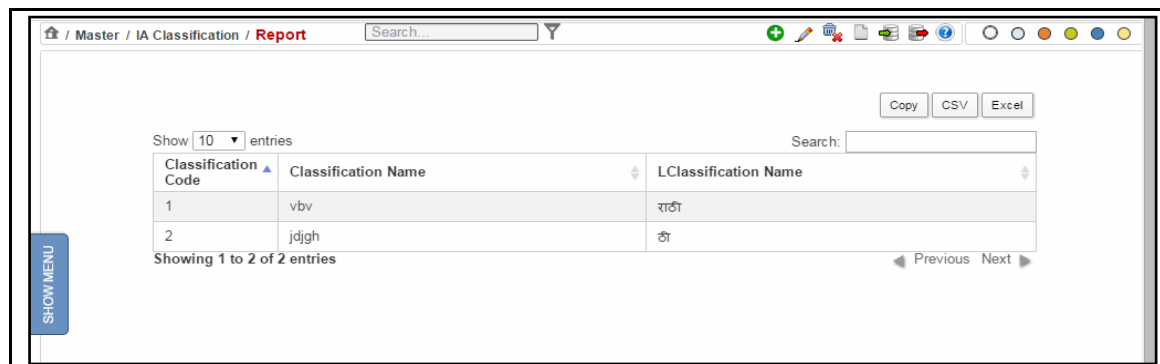 / Master / IA Classification / Report Search...
Copy CSV Excel
Show 10 entries Search:
Classification Code Classification Name LClassification Name
1 vbv राठी
2 jdjgh ठी
Showing 1 to 2 of 2 entries Previous Next
SHOW MENU